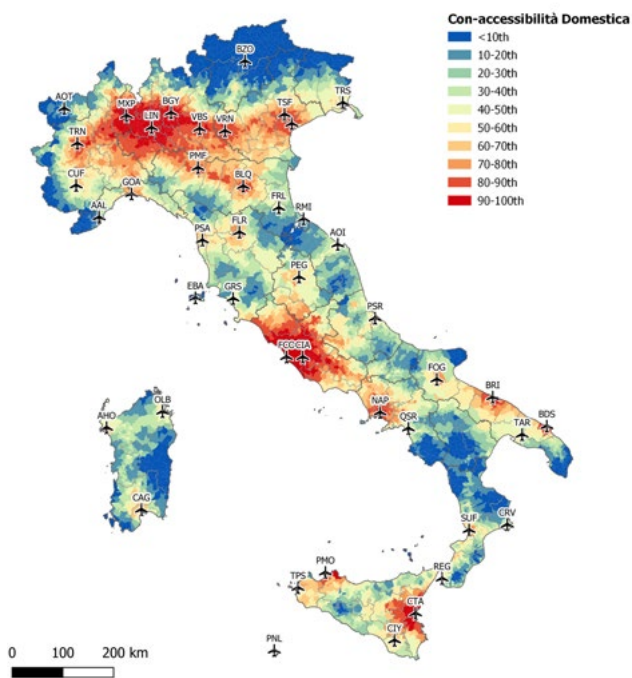 Con-accessibilità Domestica
<10th
10-20th
20-30th
30-40th
40-50th
50-60th
60-70th
70-80th
80-90th
90-100th
BZO
AOT
MXP
BGY
LIN
VBS
VRN
TSF
TRS
TRN
PMF
CUF
GOA
BLQ
AAL
FRL
RMI
PSA
FLR
AOI
PEG
EBA
GRS
PSR
FCO
CIA
FOG
BRI
NAP
QSR
TAR
BDS
OLB
AHO
CAG
SUF
CRV
PMO
REG
TPS
CTA
CIY
PNL
0 100 200 km